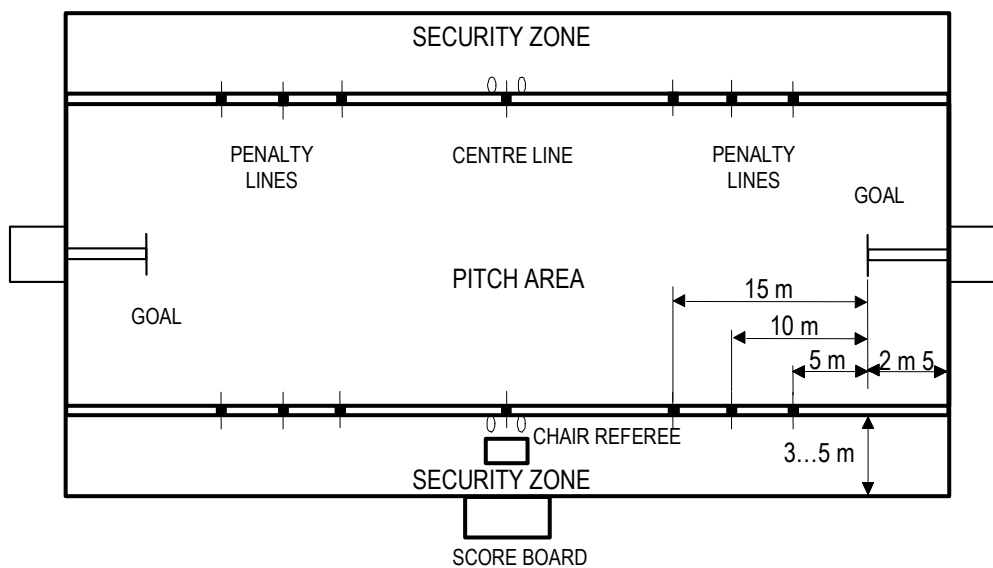 SECURITY ZONE
PENALTY
LINES
CENTRE LINE
PENALTY
LINES
GOAL
PITCH AREA
15 m
GOAL
10 m
5 m
2 m 5
CHAIR REFEREE
3…5 m
SECURITY ZONE
SCORE BOARD